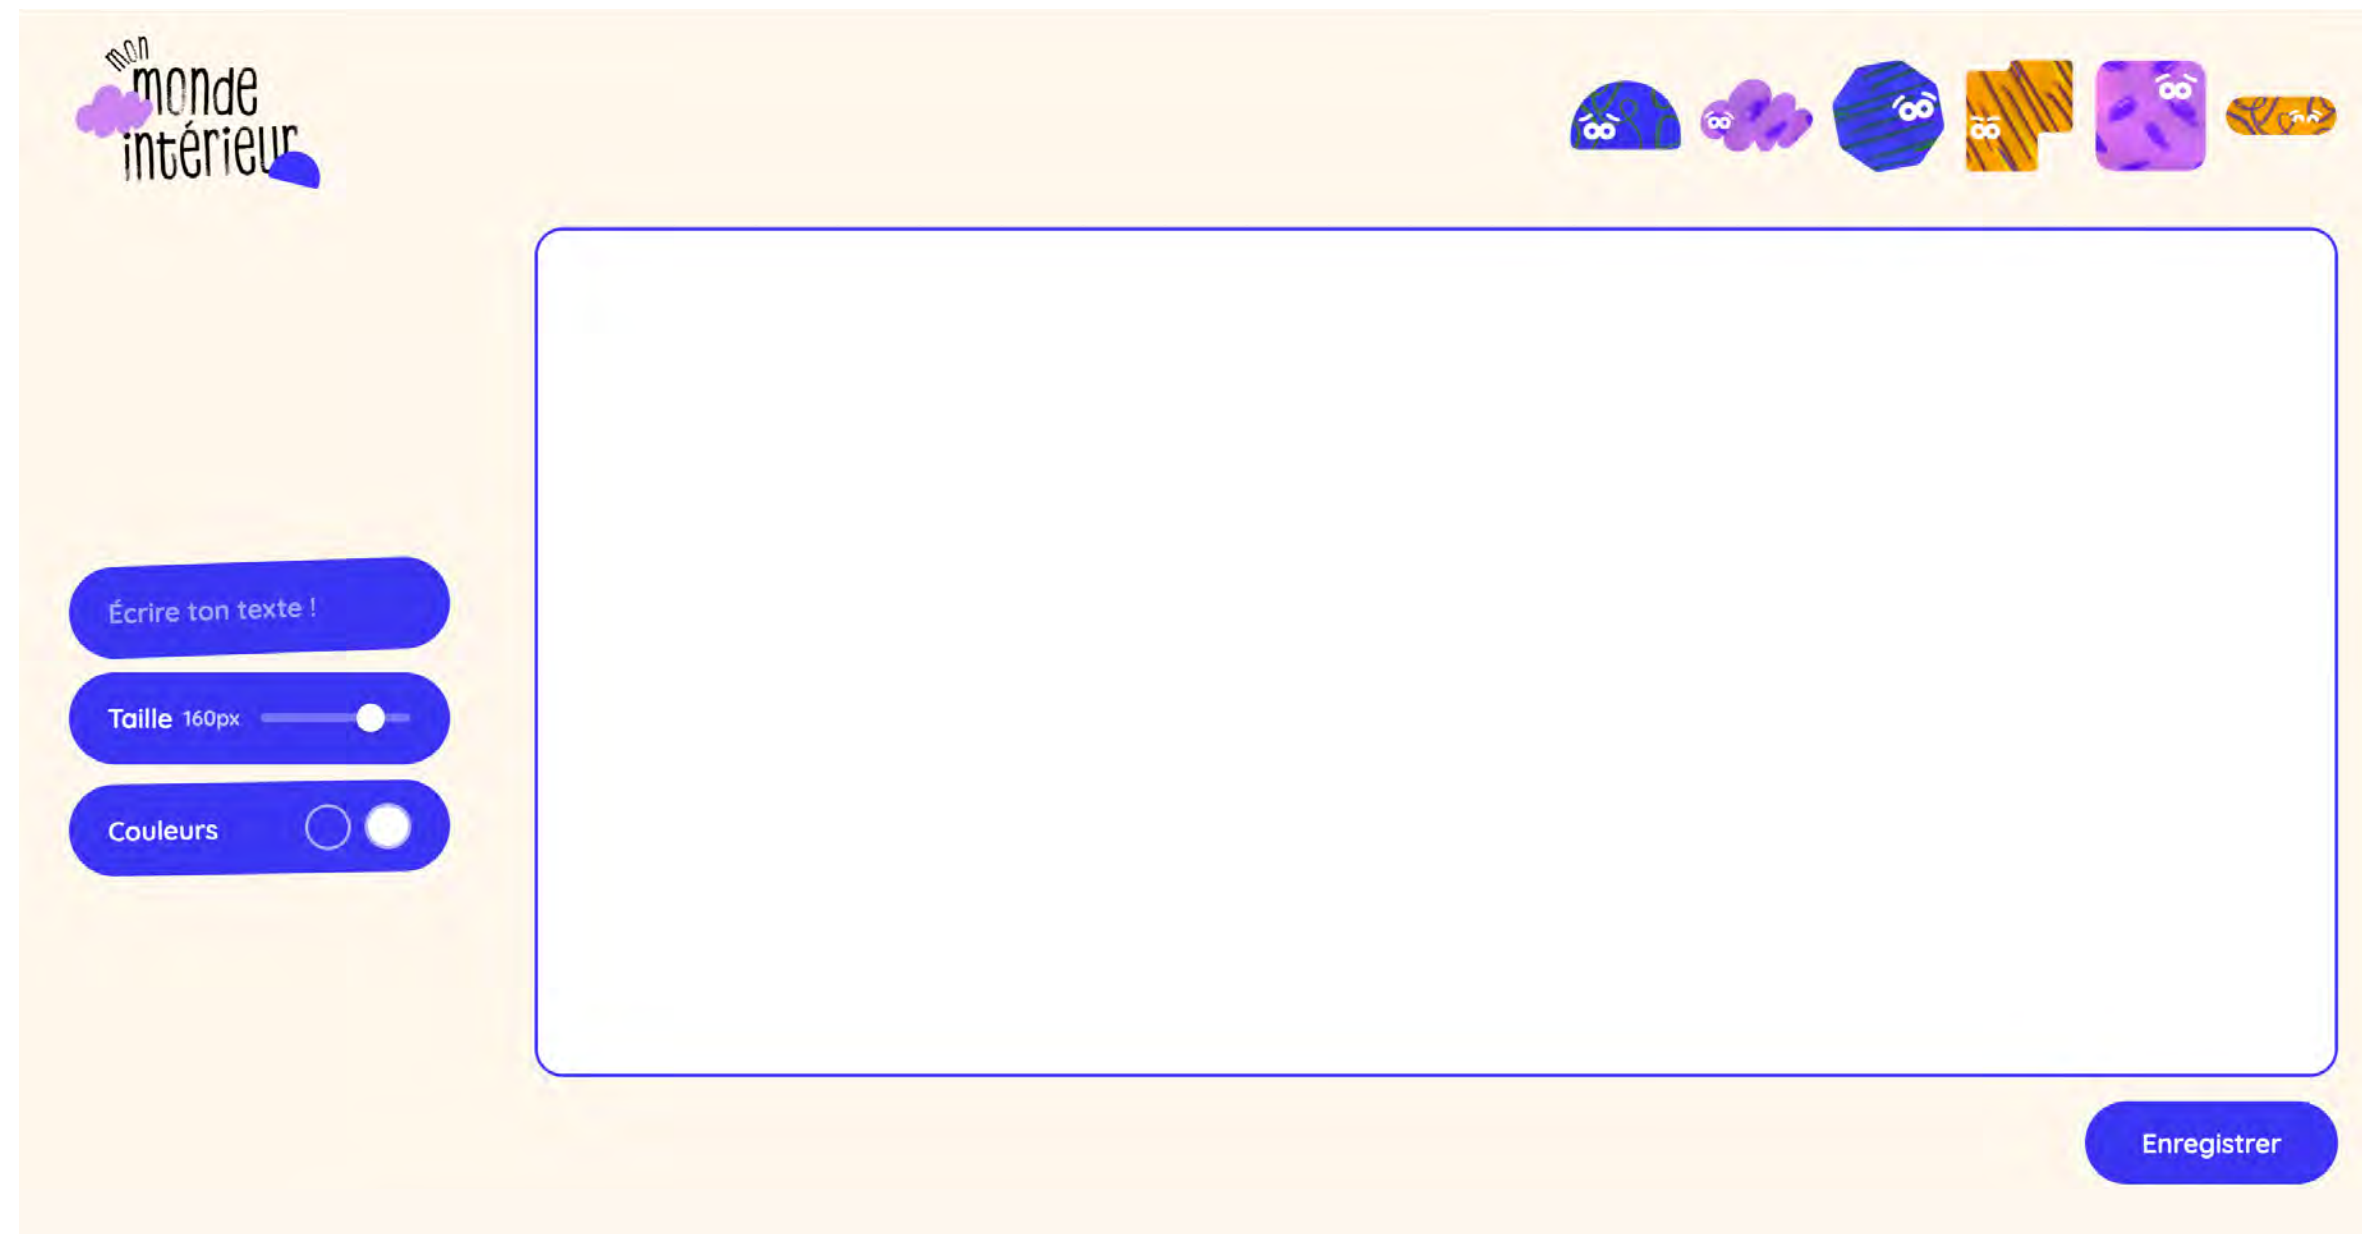 mon
monde
intérieur
Écrire ton texte !
Taille 160px
Couleurs
Enregistrer